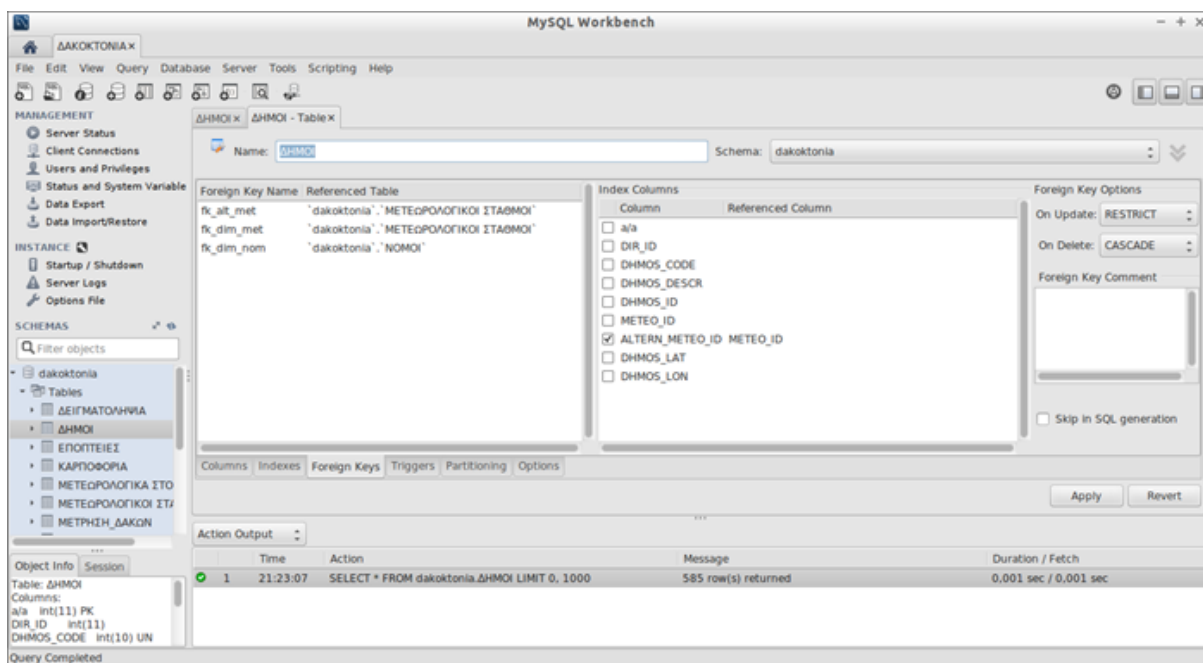 MySQL Workbench
ΔΑΚΟΚΤΟΝΙΑ ×
File Edit View Query Database Server Tools Scripting Help
MANAGEMENT
Server Status
Client Connections
Users and Privileges
Status and System Variable
Data Export
Data Import/Restore
INSTANCE
Startup / Shutdown
Server Logs
Options File
SCHEMAS
Filter objects
dakoktonia
Tables
ΔΕΙΓΜΑΤΟΛΗΨΙΑ
ΔΗΜΟΙ
ΕΠΟΠΤΕΙΕΣ
ΚΑΡΠΟΦΟΡΙΑ
ΜΕΤΕΩΡΟΛΟΓΙΚΑ ΣΤΟ
ΜΕΤΕΩΡΟΛΟΓΙΚΟΙ ΣΤΑ
ΜΕΤΡΗΣΗ_ΔΑΚΩΝ
Object Info Session
Table: ΔΗΜΟΙ
Columns:
a/a int(11) PK
DIR_ID int(11)
DHMOS_CODE int(10) UN
Query Completed
ΔΗΜΟΙ × ΔΗΜΟΙ - Table ×
Name: ΔΗΜΟΙ Schema: dakoktonia
Foreign Key Name Referenced Table
fk_alt_met `dakoktonia`.`ΜΕΤΕΩΡΟΛΟΓΙΚΟΙ ΣΤΑΘΜΟΙ`
fk_dim_met `dakoktonia`.`ΜΕΤΕΩΡΟΛΟΓΙΚΟΙ ΣΤΑΘΜΟΙ`
fk_dim_nom `dakoktonia`.`ΝΟΜΟΙ`
Index Columns
Column Referenced Column
a/a
DIR_ID
DHMOS_CODE
DHMOS_DESCR
DHMOS_ID
METEO_ID
ALTERN_METEO_ID METEO_ID
DHMOS_LAT
DHMOS_LON
Foreign Key Options
On Update: RESTRICT
On Delete: CASCADE
Foreign Key Comment
Skip in SQL generation
Columns Indexes Foreign Keys Triggers Partitioning Options
Apply Revert
Action Output
Time Action Message Duration / Fetch
1 21:23:07 SELECT * FROM dakoktonia.ΔΗΜΟΙ LIMIT 0, 1000 585 row(s) returned 0,001 sec / 0,001 sec